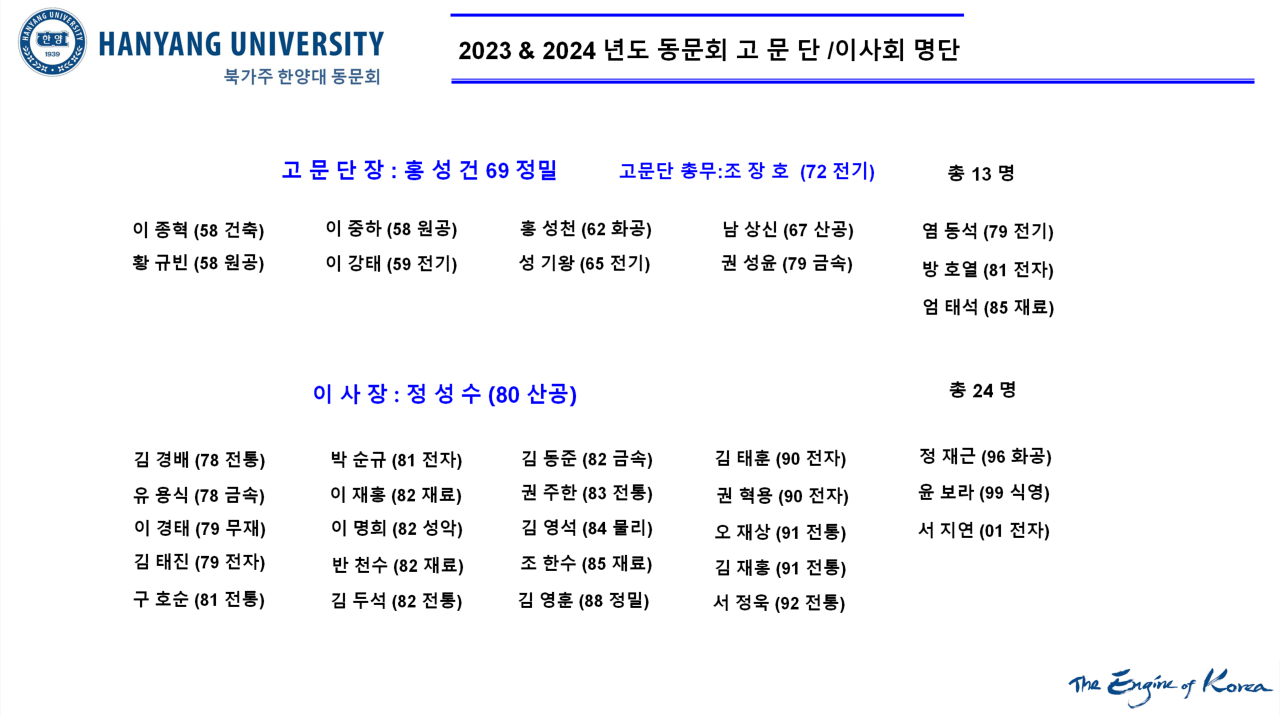 HANYANG UNIVERSITY
한양
1939
HANYANG UNIVERSITY
북가주 한양대 동문회
2023 & 2024 년도 동문회 고 문 단 /이사회 명단
고 문 단 장 : 홍 성 건 69 정밀
고문단 총무:조 장 호 (72 전기)
총 13 명
이 종혁 (58 건축) 이 중하 (58 원공) 홍 성천 (62 화공) 남 상신 (67 산공) 염 동석 (79 전기)
황 규빈 (58 원공) 이 강태 (59 전기) 성 기왕 (65 전기) 권 성윤 (79 금속) 방 호열 (81 전자)
엄 태석 (85 재료)
이 사 장 : 정 성 수 (80 산공)
총 24 명
김 경배 (78 전통) 박 순규 (81 전자) 김 동준 (82 금속) 김 태훈 (90 전자) 정 재근 (96 화공)
유 용식 (78 금속) 이 재홍 (82 재료) 권 주한 (83 전통) 권 혁용 (90 전자) 윤 보라 (99 식영)
이 경태 (79 무재) 이 명희 (82 성악) 김 영석 (84 물리) 오 재상 (91 전통) 서 지연 (01 전자)
김 태진 (79 전자) 반 천수 (82 재료) 조 한수 (85 재료) 김 재홍 (91 전통)
구 호순 (81 전통) 김 두석 (82 전통) 김 영훈 (88 정밀) 서 정욱 (92 전통)
The Engine of Korea